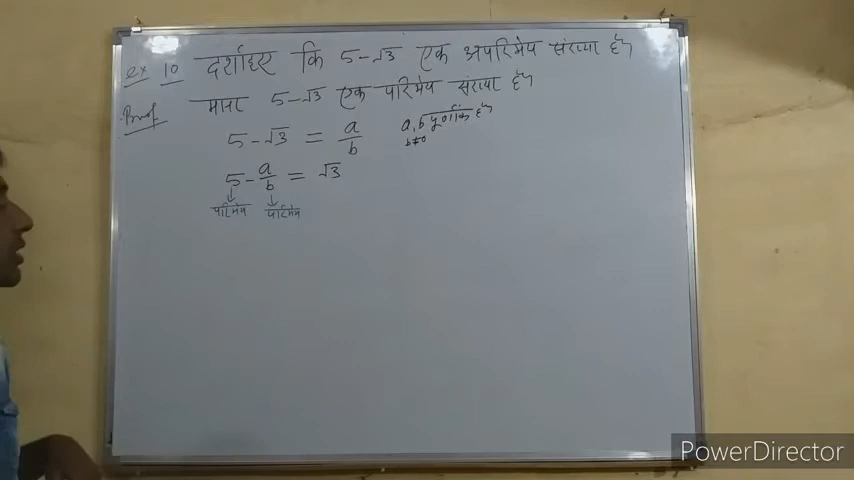 ex 10 दर्शाइए कि 5-√3 एक अपरिमेय संख्या है
Proof माना 5-√3 एक परिमेय संख्या है
5-√3 = a/b a,b पूर्णांक है
b≠0
5-a/b = √3
परिमेय परिमेय
PowerDirector